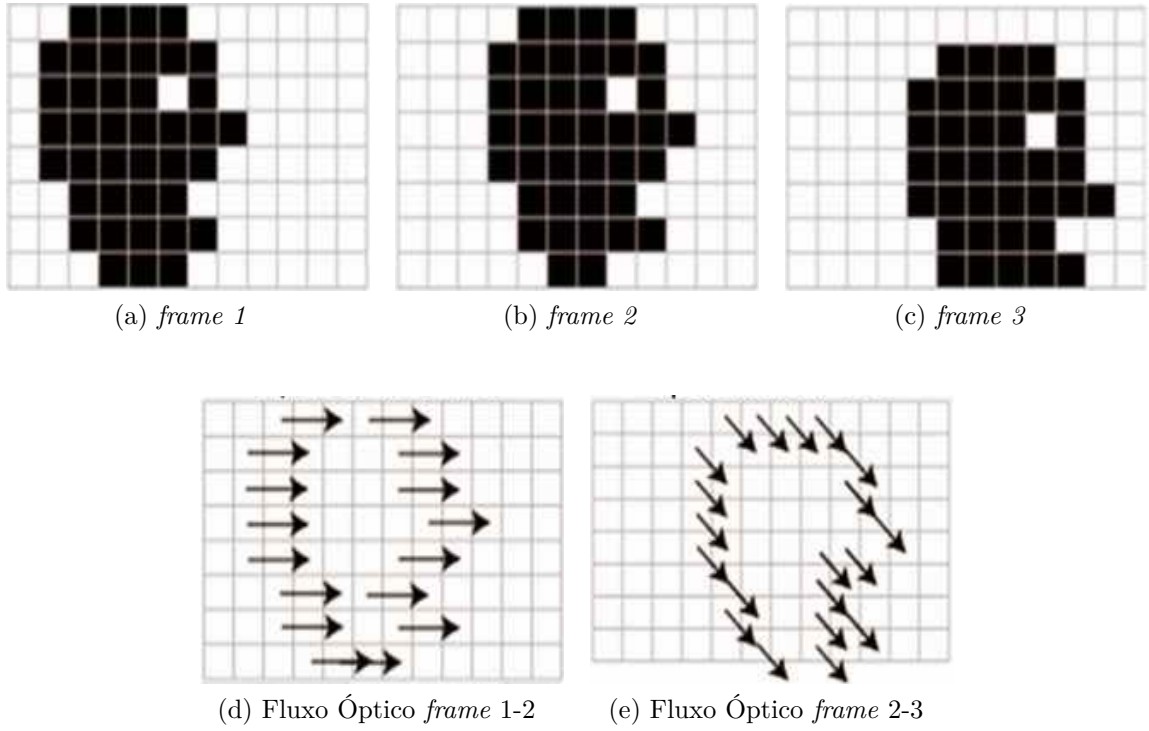 (a) frame 1
(b) frame 2
(c) frame 3
(d) Fluxo Óptico frame 1-2
(e) Fluxo Óptico frame 2-3